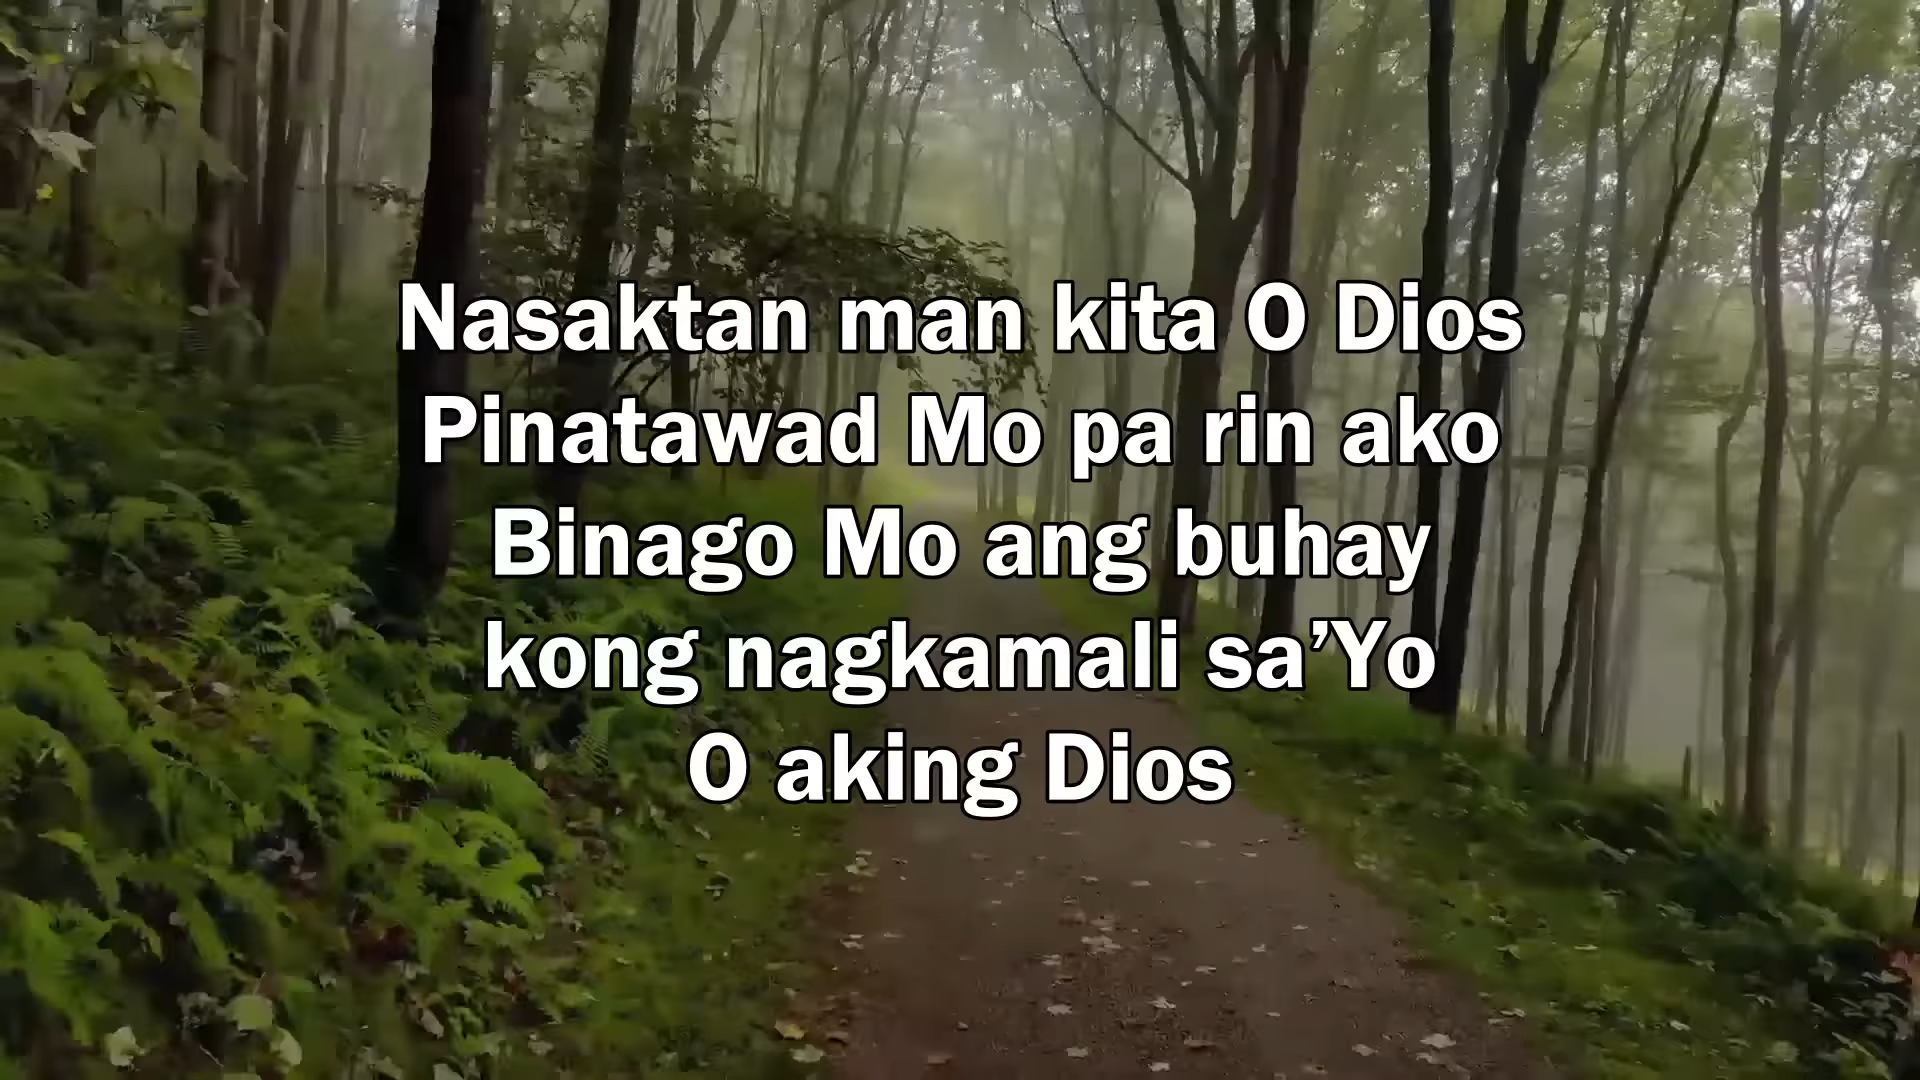 Nasaktan man kita O Dios
Pinatawad Mo pa rin ako
Binago Mo ang buhay
kong nagkamali sa’Yo
O aking Dios